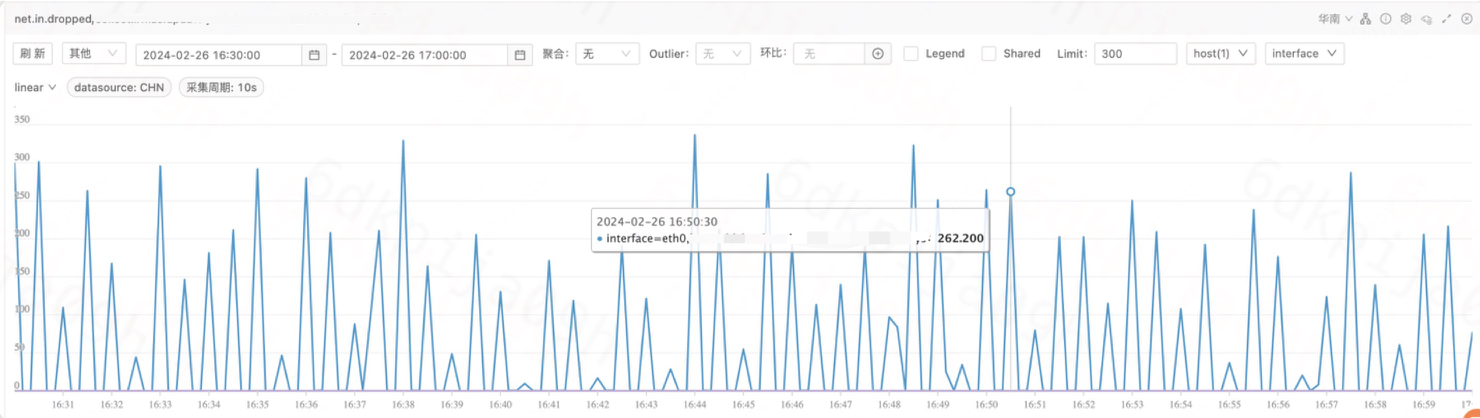 net.in.dropped,
华南
刷 新 其他 2024-02-26 16:30:00 - 2024-02-26 17:00:00 聚合: 无 Outlier: 无 环比: 无 Legend Shared Limit: 300 host(1) interface
linear datasource: CHN 采集周期: 10s
350
300
250
200
150
100
50
0
2024-02-26 16:50:30
interface=eth0, 262.200
16:31 16:32 16:33 16:34 16:35 16:36 16:37 16:38 16:39 16:40 16:41 16:42 16:43 16:44 16:45 16:46 16:47 16:48 16:49 16:50 16:51 16:52 16:53 16:54 16:55 16:56 16:57 16:58 16:59 17